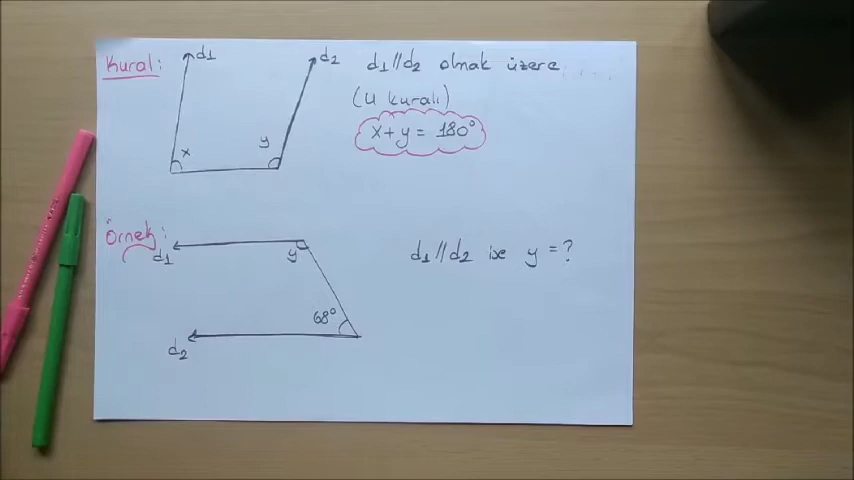 Kural: d1 d2 d1//d2 olmak üzere.....
(U kuralı)
x y x+y = 180°
Örnek:
d1 y d1//d2 ise y = ?
68°
d2